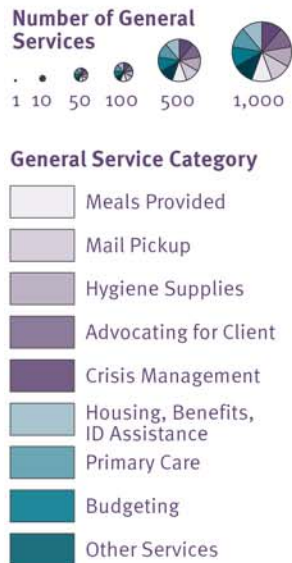 Number of General
Services
1 10 50 100 500 1,000
General Service Category
Meals Provided
Mail Pickup
Hygiene Supplies
Advocating for Client
Crisis Management
Housing, Benefits,
ID Assistance
Primary Care
Budgeting
Other Services